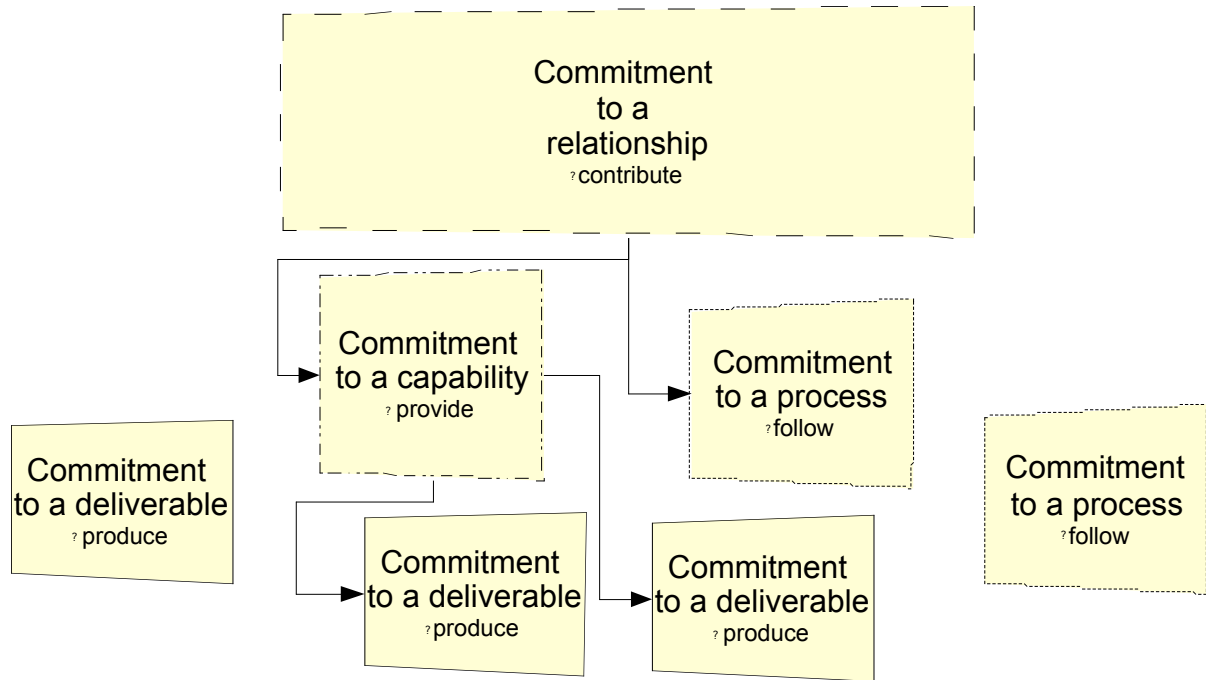 Commitment
to a
relationship
?contribute
Commitment
to a capability
? provide
Commitment
to a process
?follow
Commitment
to a deliverable
? produce
Commitment
to a process
?follow
Commitment
to a deliverable
? produce
Commitment
to a deliverable
? produce